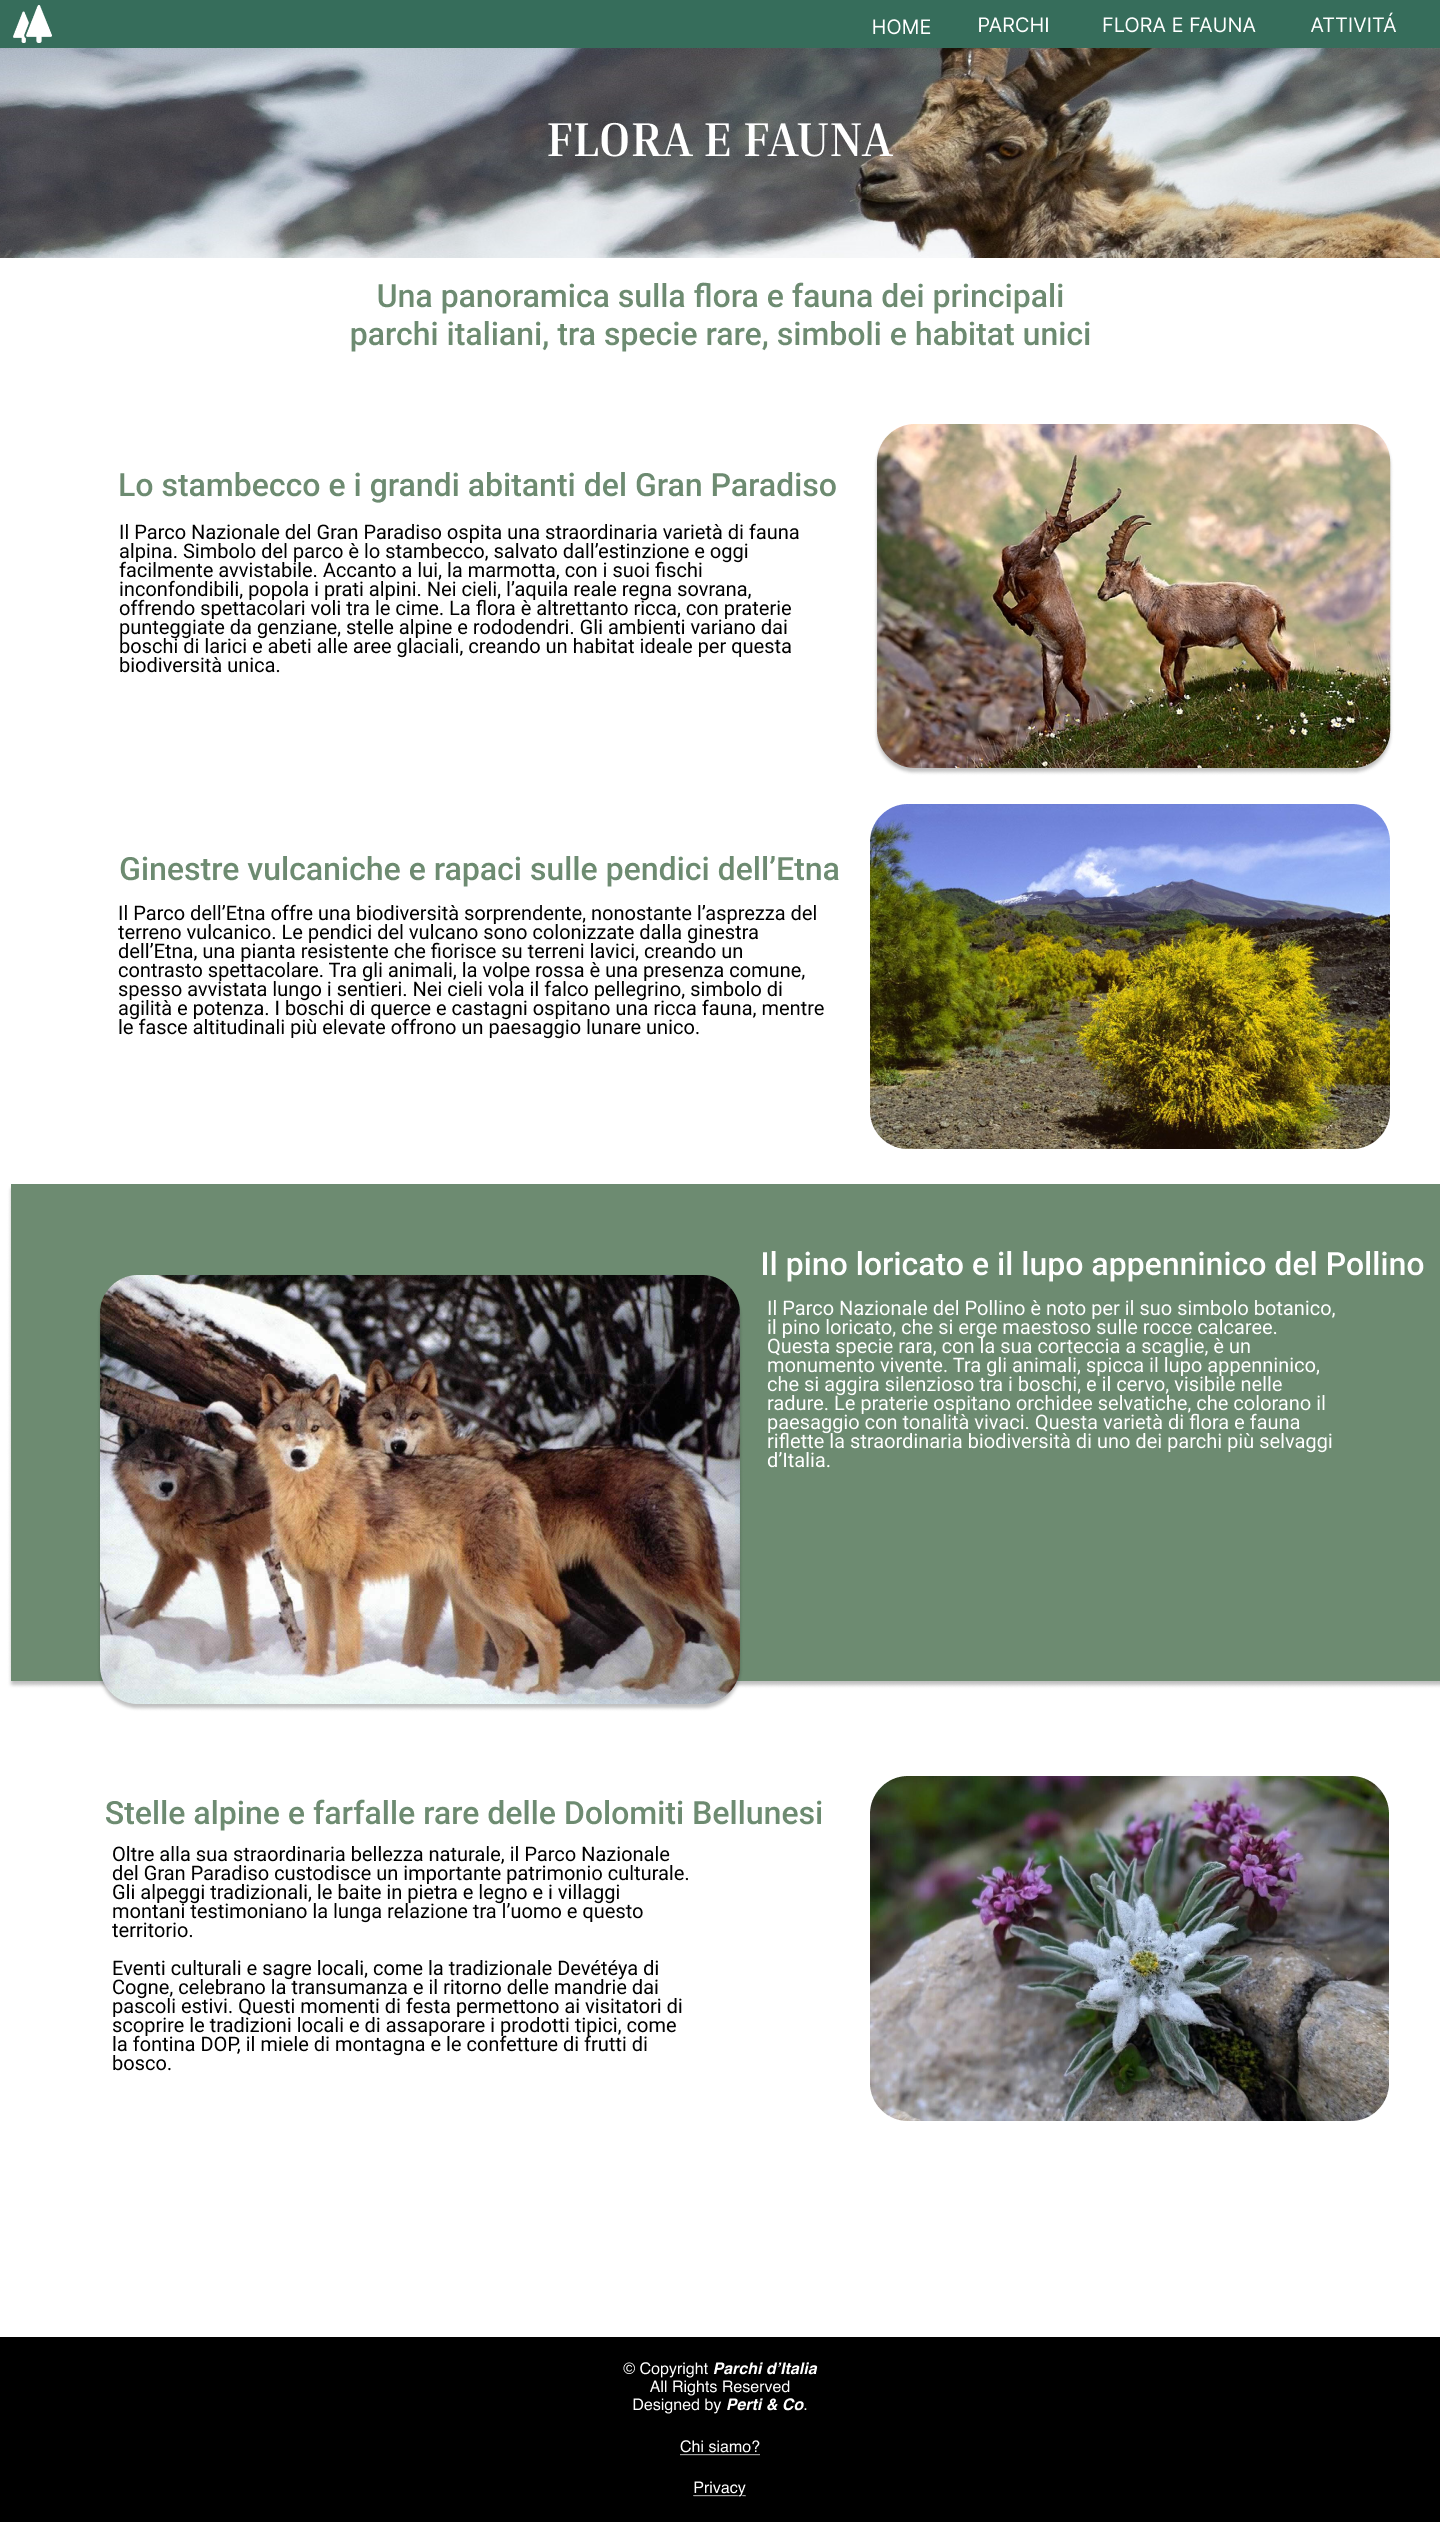 HOME PARCHI FLORA E FAUNA ATTIVITÁ
FLORA E FAUNA
Una panoramica sulla flora e fauna dei principali
parchi italiani, tra specie rare, simboli e habitat unici
Lo stambecco e i grandi abitanti del Gran Paradiso
Il Parco Nazionale del Gran Paradiso ospita una straordinaria varietà di fauna
alpina. Simbolo del parco è lo stambecco, salvato dall’estinzione e oggi
facilmente avvistabile. Accanto a lui, la marmotta, con i suoi fischi
inconfondibili, popola i prati alpini. Nei cieli, l’aquila reale regna sovrana,
offrendo spettacolari voli tra le cime. La flora è altrettanto ricca, con praterie
punteggiate da genziane, stelle alpine e rododendri. Gli ambienti variano dai
boschi di larici e abeti alle aree glaciali, creando un habitat ideale per questa
biodiversità unica.
Ginestre vulcaniche e rapaci sulle pendici dell’Etna
Il Parco dell’Etna offre una biodiversità sorprendente, nonostante l’asprezza del
terreno vulcanico. Le pendici del vulcano sono colonizzate dalla ginestra
dell’Etna, una pianta resistente che fiorisce su terreni lavici, creando un
contrasto spettacolare. Tra gli animali, la volpe rossa è una presenza comune,
spesso avvistata lungo i sentieri. Nei cieli vola il falco pellegrino, simbolo di
agilità e potenza. I boschi di querce e castagni ospitano una ricca fauna, mentre
le fasce altitudinali più elevate offrono un paesaggio lunare unico.
Il pino loricato e il lupo appenninico del Pollino
Il Parco Nazionale del Pollino è noto per il suo simbolo botanico,
il pino loricato, che si erge maestoso sulle rocce calcaree.
Questa specie rara, con la sua corteccia a scaglie, è un
monumento vivente. Tra gli animali, spicca il lupo appenninico,
che si aggira silenzioso tra i boschi, e il cervo, visibile nelle
radure. Le praterie ospitano orchidee selvatiche, che colorano il
paesaggio con tonalità vivaci. Questa varietà di flora e fauna
riflette la straordinaria biodiversità di uno dei parchi più selvaggi
d’Italia.
Stelle alpine e farfalle rare delle Dolomiti Bellunesi
Oltre alla sua straordinaria bellezza naturale, il Parco Nazionale
del Gran Paradiso custodisce un importante patrimonio culturale.
Gli alpeggi tradizionali, le baite in pietra e legno e i villaggi
montani testimoniano la lunga relazione tra l’uomo e questo
territorio.
Eventi culturali e sagre locali, come la tradizionale Devétéya di
Cogne, celebrano la transumanza e il ritorno delle mandrie dai
pascoli estivi. Questi momenti di festa permettono ai visitatori di
scoprire le tradizioni locali e di assaporare i prodotti tipici, come
la fontina DOP, il miele di montagna e le confetture di frutti di
bosco.
© Copyright Parchi d’Italia
All Rights Reserved
Designed by Perti & Co.
Chi siamo?
Privacy